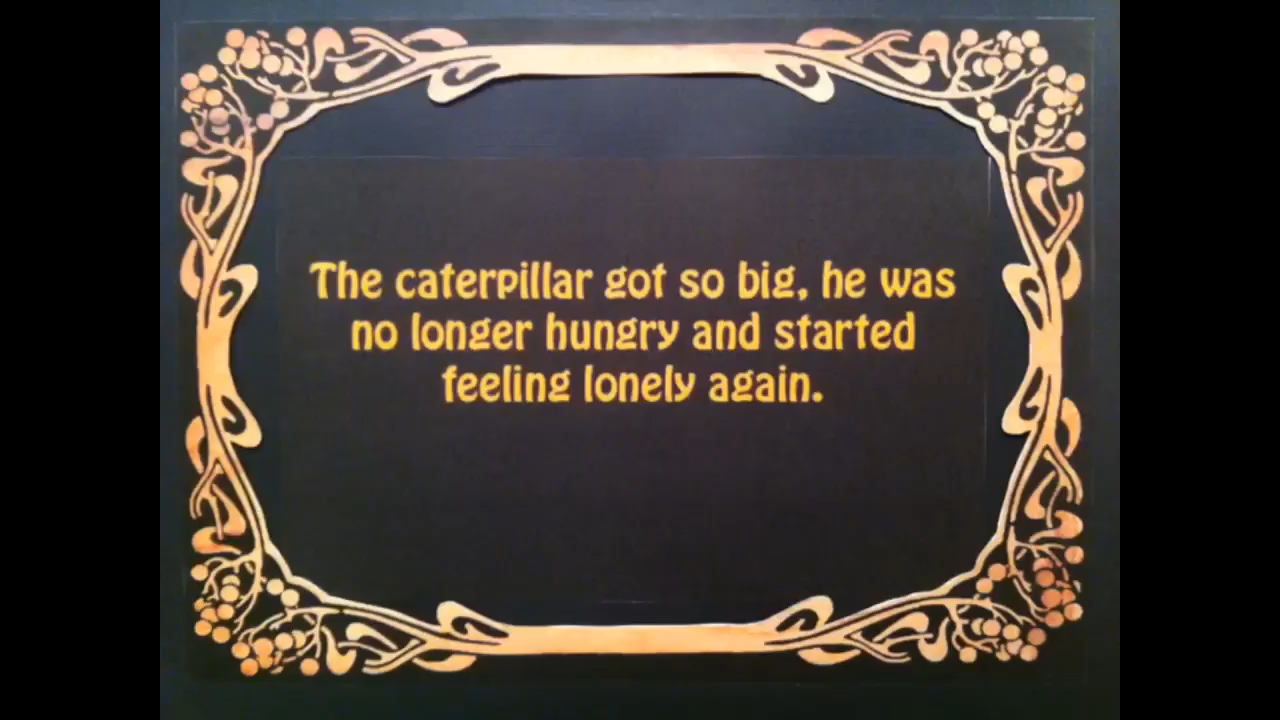 The caterpillar got so big, he was
no longer hungry and started
feeling lonely again.